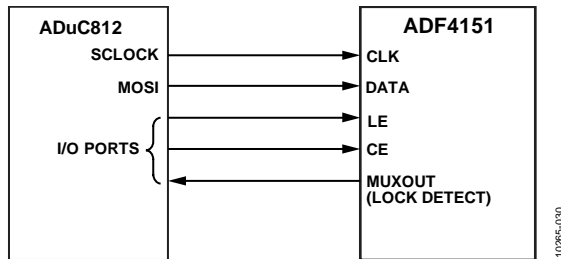 ADuC812
SCLOCK
MOSI
I/O PORTS
ADF4151
CLK
DATA
LE
CE
MUXOUT
(LOCK DETECT)
10265-030